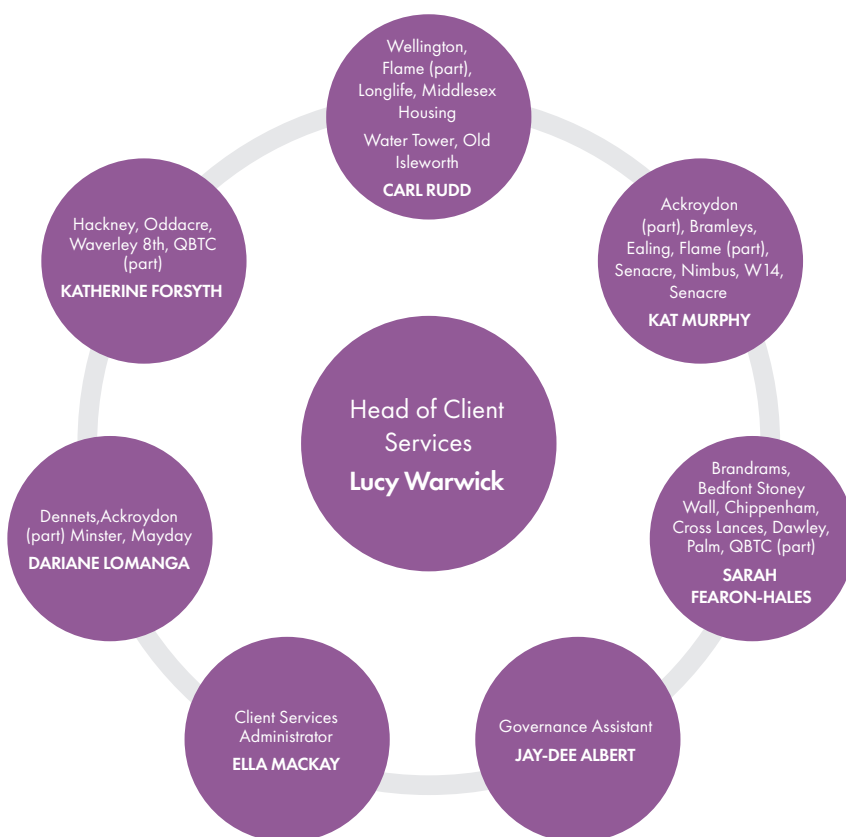 Wellington,
Flame (part),
Longlife, Middlesex
Housing
Water Tower, Old
Isleworth
CARL RUDD
Ackroydon
(part), Bramleys,
Ealing, Flame (part),
Senacre, Nimbus, W14,
Senacre
KAT MURPHY
Brandrams,
Bedfont Stoney
Wall, Chippenham,
Cross Lances, Dawley,
Palm, QBTC (part)
SARAH
FEARON-HALES
Governance Assistant
JAY-DEE ALBERT
Client Services
Administrator
ELLA MACKAY
Dennets,Ackroydon
(part) Minster, Mayday
DARIANE LOMANGA
Hackney, Oddacre,
Waverley 8th, QBTC
(part)
KATHERINE FORSYTH
Head of Client
Services
Lucy Warwick